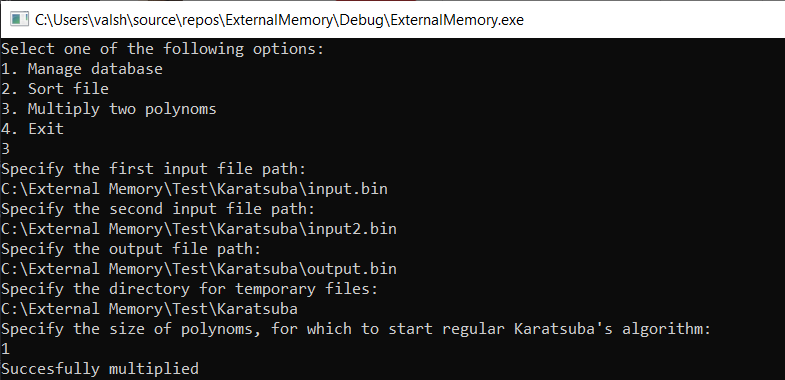 C:\Users\valsh\source\repos\ExternalMemory\Debug\ExternalMemory.exe
Select one of the following options:
1. Manage database
2. Sort file
3. Multiply two polynoms
4. Exit
3
Specify the first input file path:
C:\External Memory\Test\Karatsuba\input.bin
Specify the second input file path:
C:\External Memory\Test\Karatsuba\input2.bin
Specify the output file path:
C:\External Memory\Test\Karatsuba\output.bin
Specify the directory for temporary files:
C:\External Memory\Test\Karatsuba
Specify the size of polynoms, for which to start regular Karatsuba's algorithm:
1
Succesfully multiplied